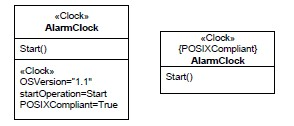 «Clock»
AlarmClock
Start()
«Clock»
OSVersion="1.1"
startOperation=Start
POSIXCompliant=True
«Clock»
{POSIXCompliant}
AlarmClock
Start()